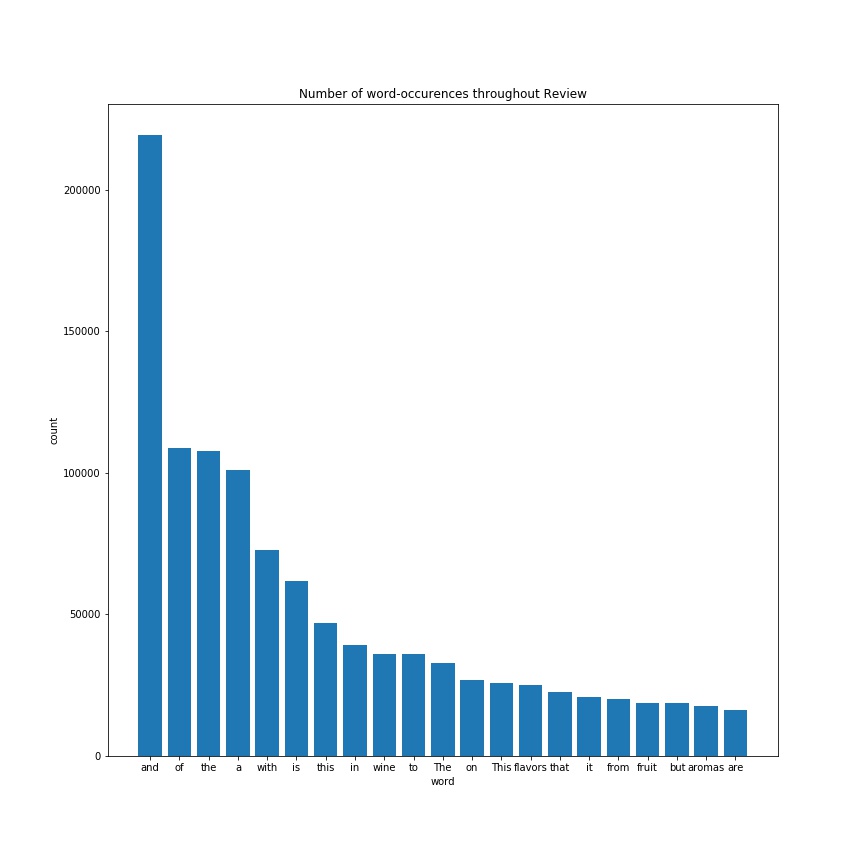 Number of word-occurences throughout Review
count
200000
150000
100000
50000
0
and of the a with is this in wine to The on This flavors that it from fruit but aromas are
word